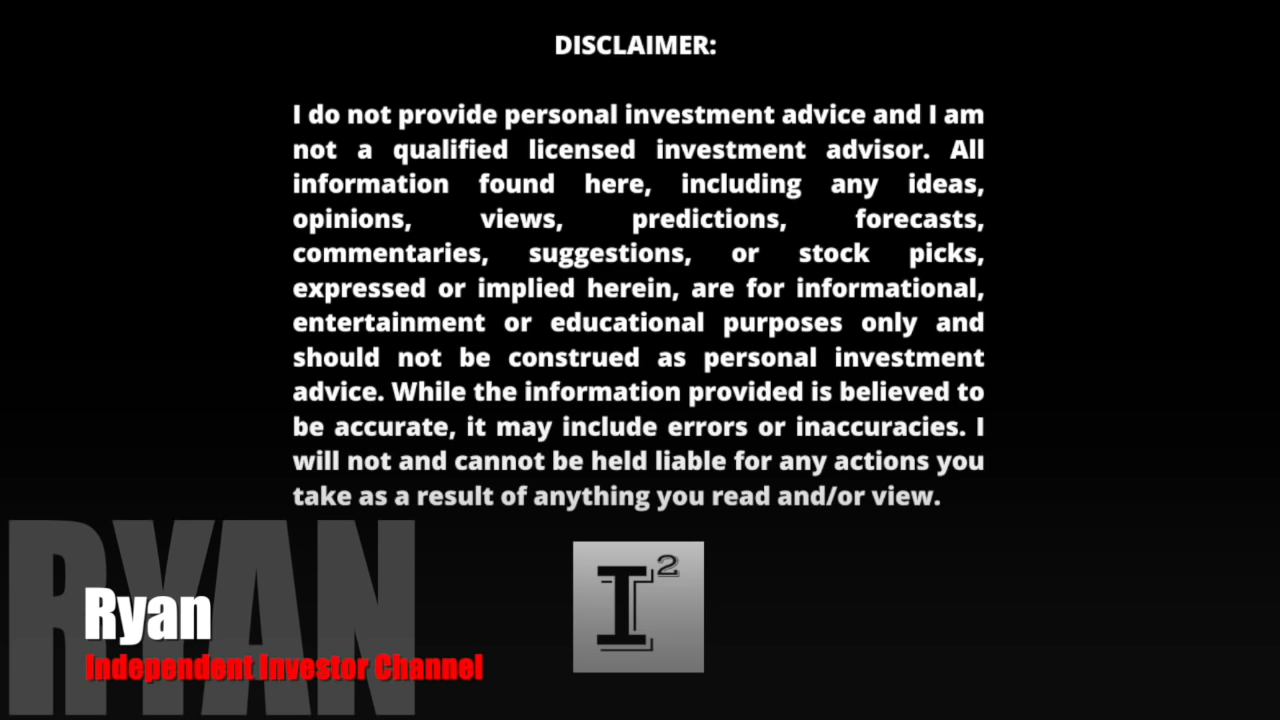 DISCLAIMER:
I do not provide personal investment advice and I am
not a qualified licensed investment advisor. All
information found here, including any ideas,
opinions, views, predictions, forecasts,
commentaries, suggestions, or stock picks,
expressed or implied herein, are for informational,
entertainment or educational purposes only and
should not be construed as personal investment
advice. While the information provided is believed to
be accurate, it may include errors or inaccuracies. I
will not and cannot be held liable for any actions you
take as a result of anything you read and/or view.
RYAN
Ryan
Independent Investor Channel
I²